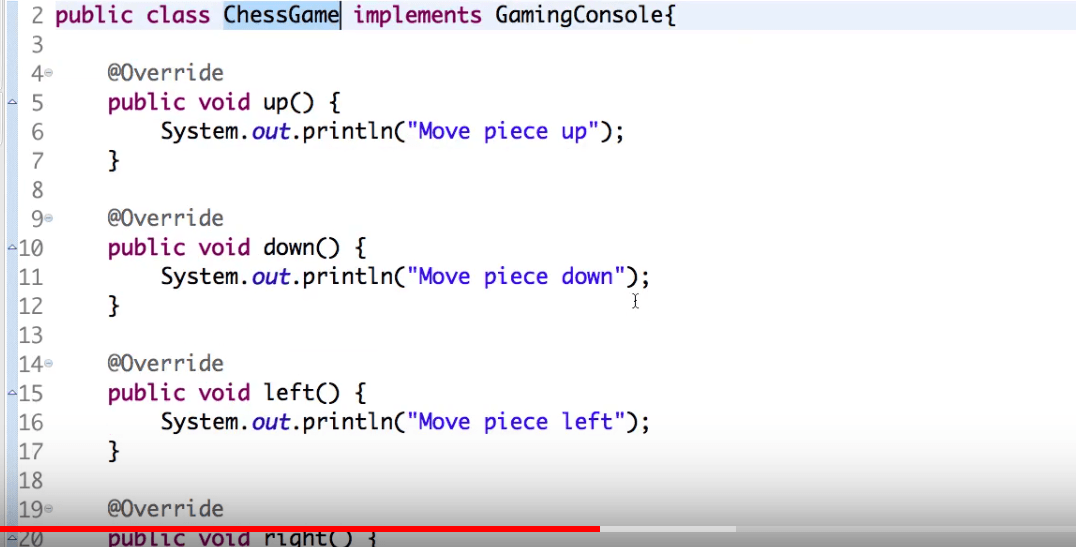 2 public class ChessGame implements GamingConsole{
3
4 @Override
5 public void up() {
6 System.out.println("Move piece up");
7 }
8
9 @Override
10 public void down() {
11 System.out.println("Move piece down");
12 }
13
14 @Override
15 public void left() {
16 System.out.println("Move piece left");
17 }
18
19 @Override
20 public void right() {